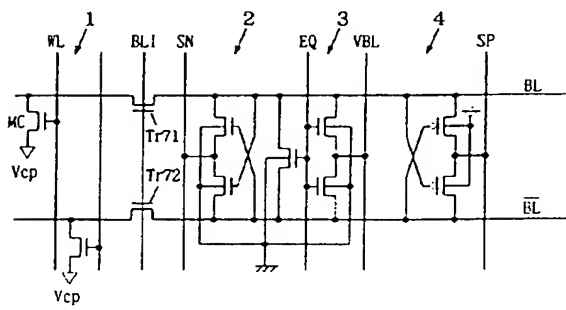 1 2 3 4
WL BLI SN EQ VBL SP
BL
MC
Tr71
Vcp
Tr72
BL
Vcp